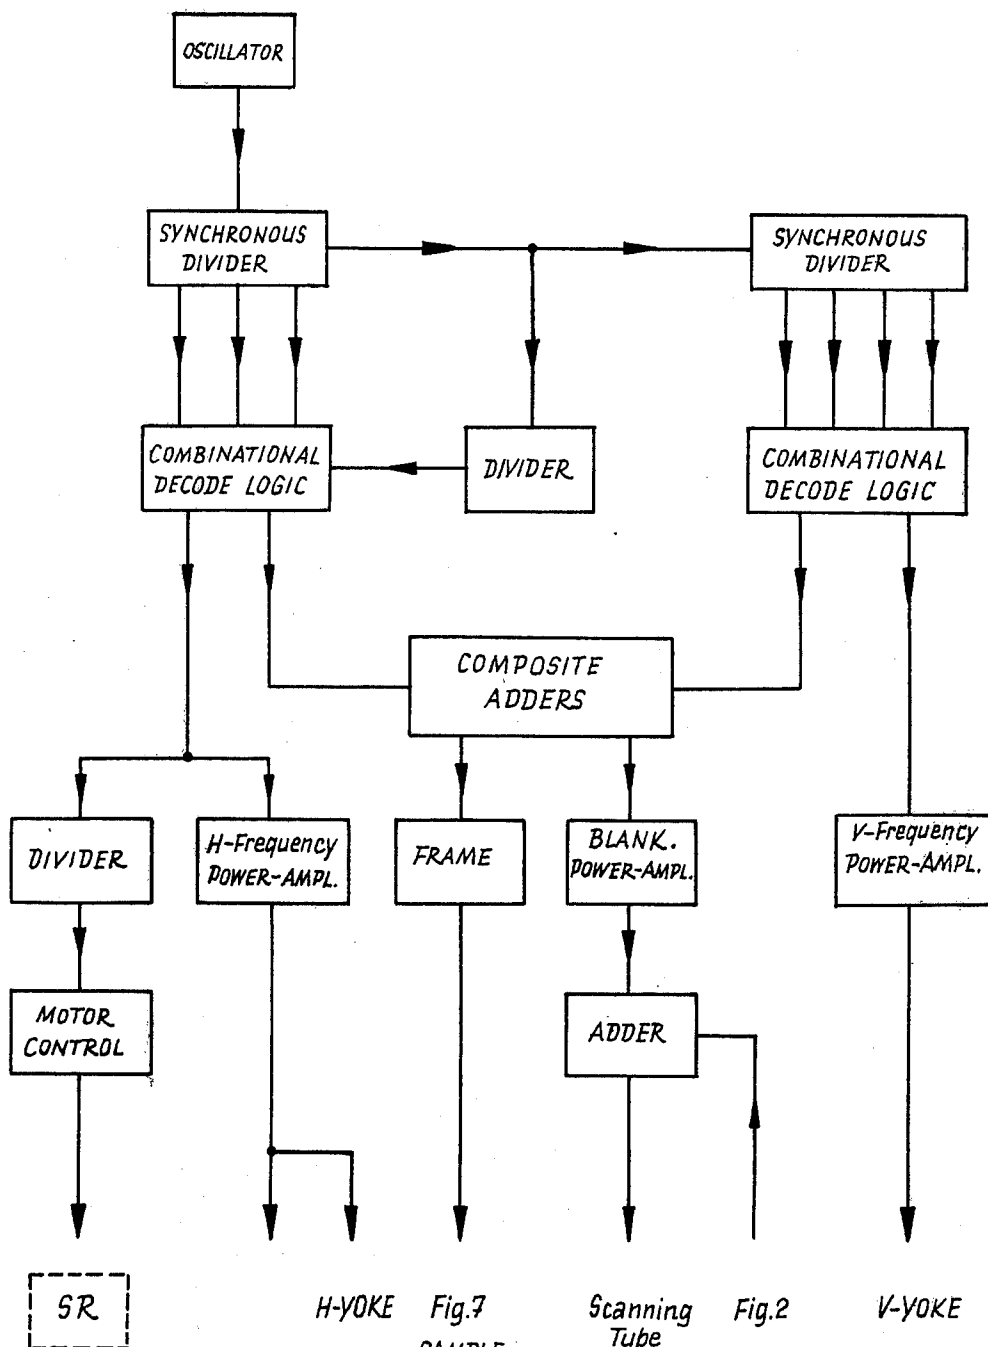 OSCILLATOR
SYNCHRONOUS
DIVIDER
SYNCHRONOUS
DIVIDER
COMBINATIONAL
DECODE LOGIC
DIVIDER
COMBINATIONAL
DECODE LOGIC
COMPOSITE
ADDERS
DIVIDER
H-Frequency
POWER-AMPL.
FRAME
BLANK.
POWER-AMPL.
V-Frequency
POWER-AMPL.
MOTOR
CONTROL
ADDER
SR
H-YOKE
Fig.7
SAMPLE
Scanning
Tube
Fig.2
V-YOKE